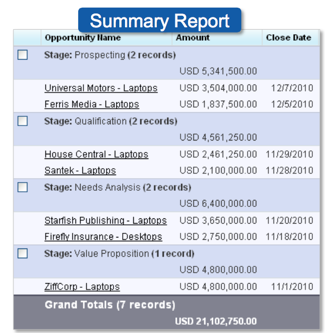 Summary Report
Opportunity Name Amount Close Date
Stage: Prospecting (2 records)
USD 5,341,500.00
Universal Motors - Laptops USD 3,504,000.00 12/7/2010
Ferris Media - Laptops USD 1,837,500.00 12/5/2010
Stage: Qualification (2 records)
USD 4,561,250.00
House Central - Laptops USD 2,461,250.00 11/29/2010
Santek - Laptops USD 2,100,000.00 11/28/2010
Stage: Needs Analysis (2 records)
USD 6,400,000.00
Starfish Publishing - Laptops USD 3,650,000.00 11/20/2010
Firefly Insurance - Desktops USD 2,750,000.00 11/18/2010
Stage: Value Proposition (1 record)
USD 4,800,000.00
ZiffCorp - Laptops USD 4,800,000.00 11/1/2010
Grand Totals (7 records)
USD 21,102,750.00